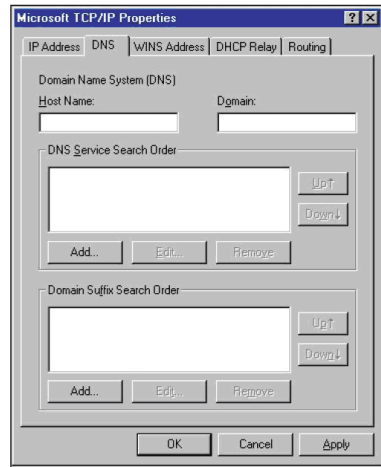 Microsoft TCP/IP Properties
IP Address DNS WINS Address DHCP Relay Routing
Domain Name System (DNS)
Host Name: Domain:
DNS Service Search Order
Up↑
Down↓
Add... Edit... Remove
Domain Suffix Search Order
Up↑
Down↓
Add... Edit... Remove
OK Cancel Apply